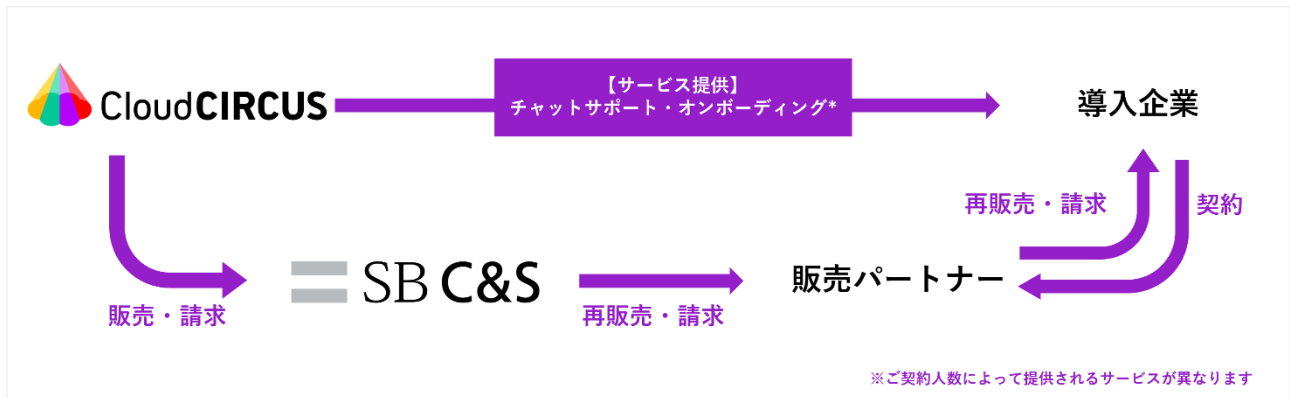 CloudCIRCUS
【サービス提供】
チャットサポート・オンボーディング*
導入企業
再販売・請求
契約
SB C&S
販売パートナー
販売・請求
再販売・請求
※ご契約人数によって提供されるサービスが異なります